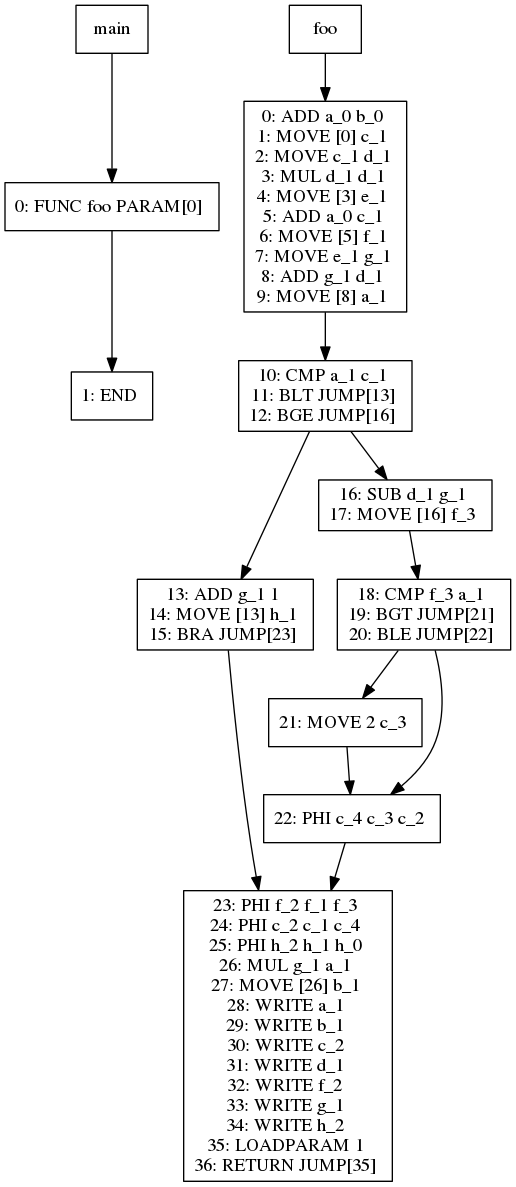 main
foo
0: FUNC foo PARAM[0]
1: END
0: ADD a_0 b_0
1: MOVE [0] c_1
2: MOVE c_1 d_1
3: MUL d_1 d_1
4: MOVE [3] e_1
5: ADD a_0 c_1
6: MOVE [5] f_1
7: MOVE e_1 g_1
8: ADD g_1 d_1
9: MOVE [8] a_1
10: CMP a_1 c_1
11: BLT JUMP[13]
12: BGE JUMP[16]
16: SUB d_1 g_1
17: MOVE [16] f_3
13: ADD g_1 1
14: MOVE [13] h_1
15: BRA JUMP[23]
18: CMP f_3 a_1
19: BGT JUMP[21]
20: BLE JUMP[22]
21: MOVE 2 c_3
22: PHI c_4 c_3 c_2
23: PHI f_2 f_1 f_3
24: PHI c_2 c_1 c_4
25: PHI h_2 h_1 h_0
26: MUL g_1 a_1
27: MOVE [26] b_1
28: WRITE a_1
29: WRITE b_1
30: WRITE c_2
31: WRITE d_1
32: WRITE f_2
33: WRITE g_1
34: WRITE h_2
35: LOADPARAM 1
36: RETURN JUMP[35]